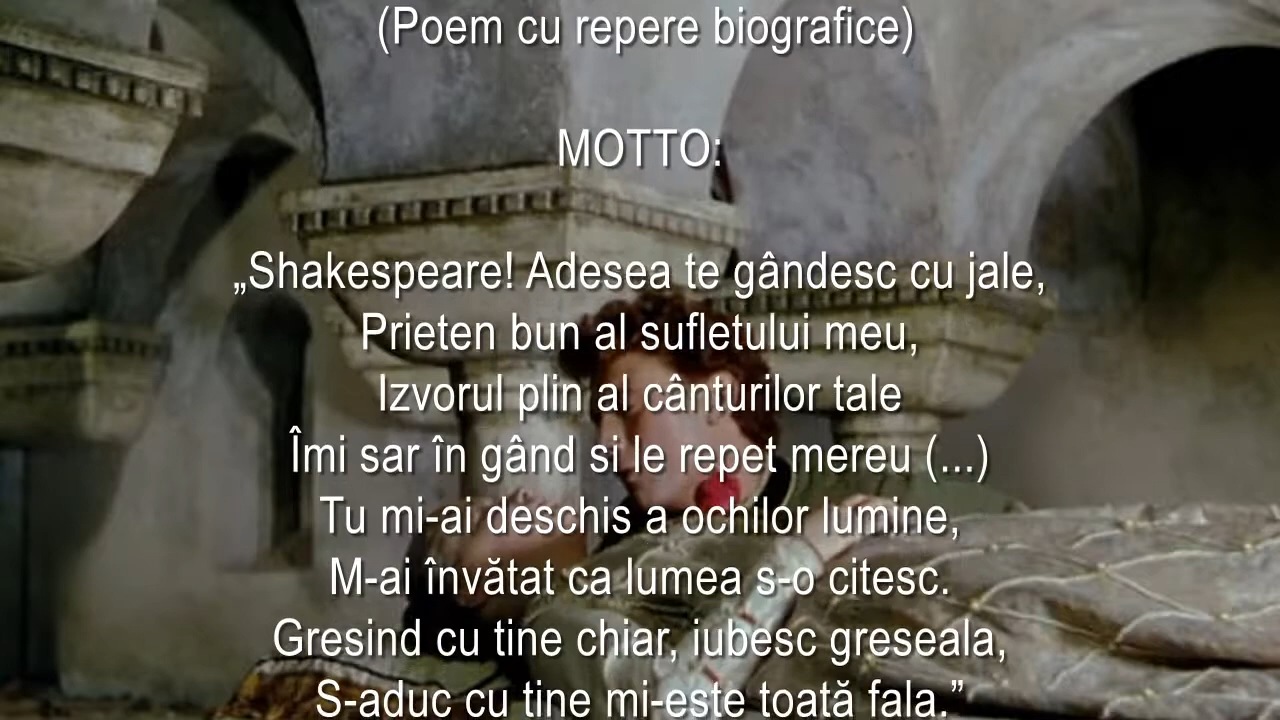 (Poem cu repere biografice)
MOTTO:
„Shakespeare! Adesea te gândesc cu jale,
Prieten bun al sufletului meu,
Izvorul plin al cânturilor tale
Îmi sar în gând si le repet mereu (...)
Tu mi-ai deschis a ochilor lumine,
M-ai învătat ca lumea s-o citesc.
Gresind cu tine chiar, iubesc greseala,
S-aduc cu tine mi-este toată fala.”